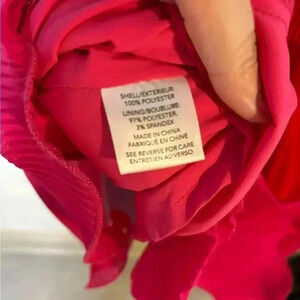 SHELL/EXTERIEUR:
100% POLYESTER
LINING/DOUBLURE:
97% POLYESTER,
3% SPANDEX
MADE IN CHINA
FABRIQUÉ EN CHINE
SEE REVERSE FOR CARE
ENTRETIEN AU VERSO